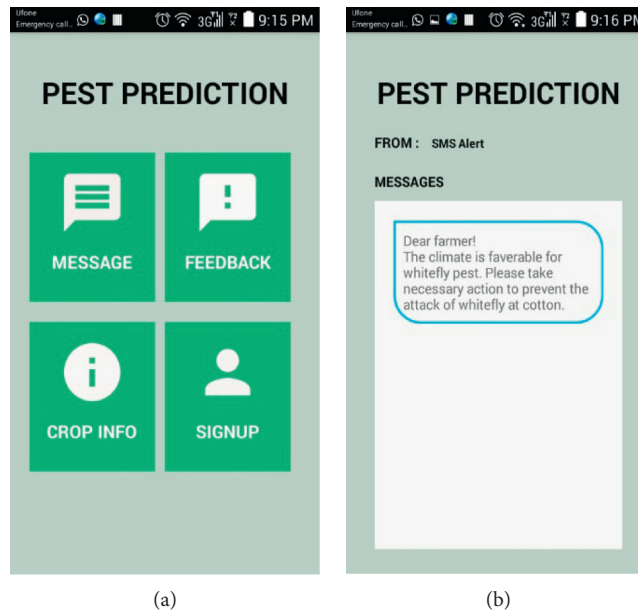 Ufone
Emergency call.. 3G 9:15 PM
PEST PREDICTION
MESSAGE FEEDBACK
CROP INFO SIGNUP
(a)
Ufone
Emergency call.. 3G 9:16 PM
PEST PREDICTION
FROM : SMS Alert
MESSAGES
Dear farmer!
The climate is faverable for
whitefly pest. Please take
necessary action to prevent the
attack of whitefly at cotton.
(b)